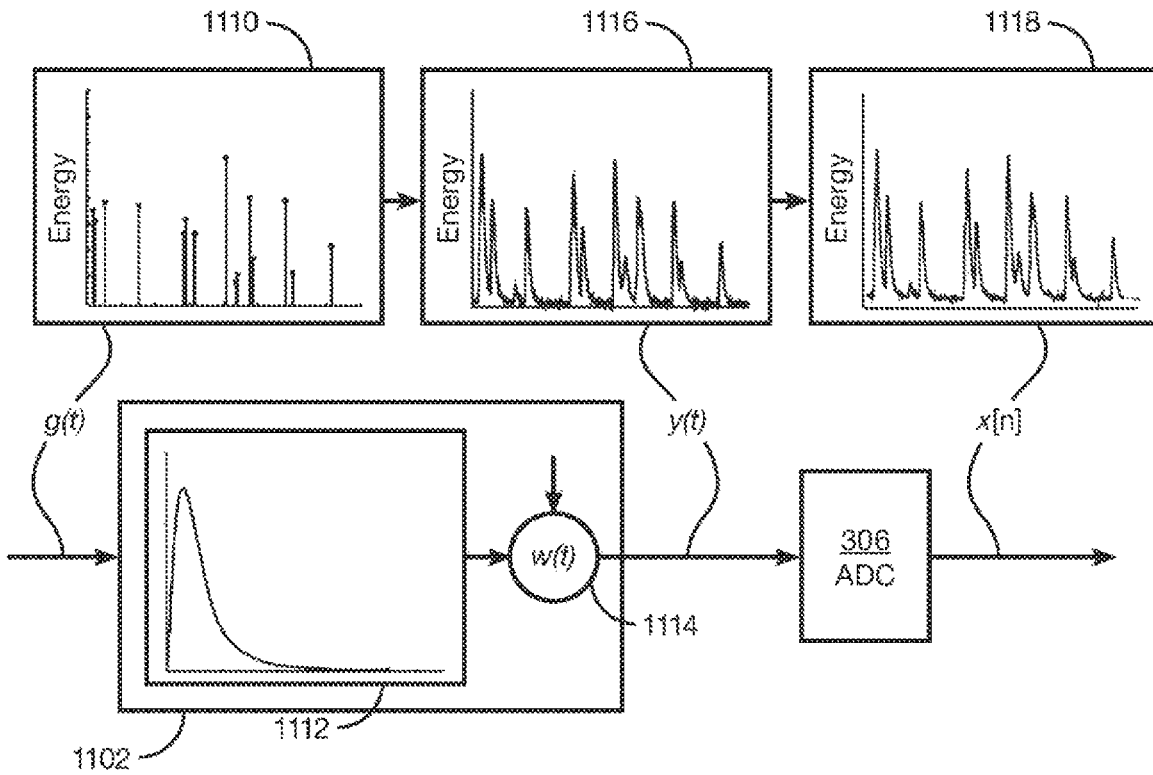 1110
1116
1118
Energy
Energy
Energy
g(t)
y(t)
x[n]
w(t)
306
ADC
1114
1112
1102